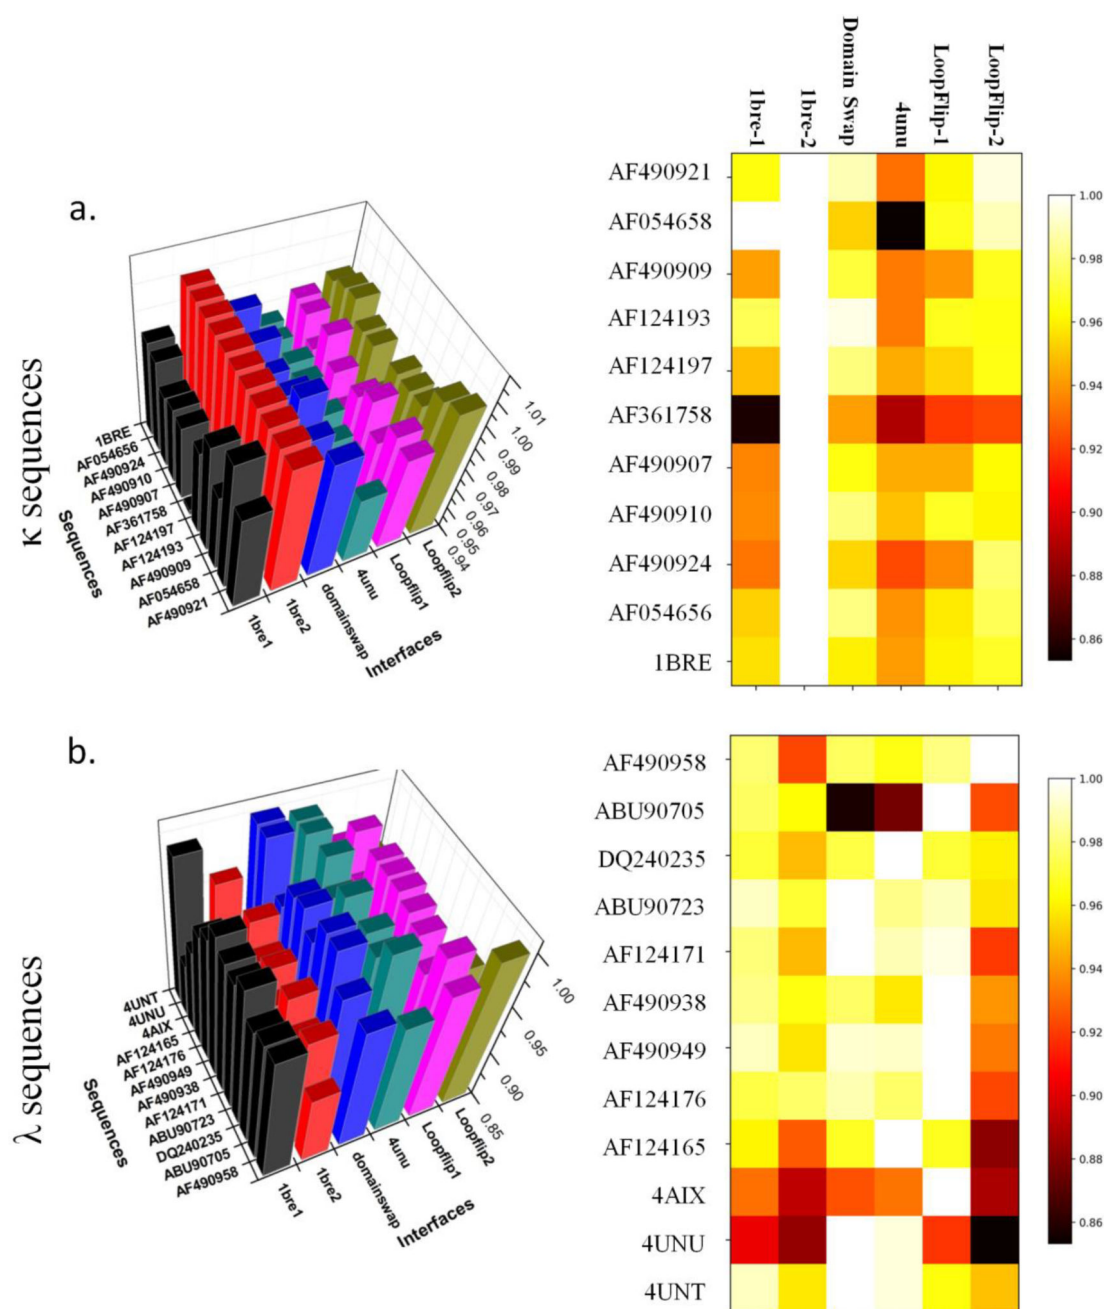 a.
κ sequences
1BRE
AF054656
AF490924
AF490910
AF490907
AF361758
AF124197
AF124193
AF490909
AF054658
AF490921
Sequences
1bre1
1bre2
domainswap
4unu
Loopflip1
Loopflip2
Interfaces
1.01
1.00
0.99
0.98
0.97
0.96
0.95
0.94
1bre-1
1bre-2
Domain Swap
4unu
LoopFlip-1
LoopFlip-2
AF490921
AF054658
AF490909
AF124193
AF124197
AF361758
AF490907
AF490910
AF490924
AF054656
1BRE
1.00
0.98
0.96
0.94
0.92
0.90
0.88
0.86
b.
λ sequences
4UNT
4UNU
4AIX
AF124165
AF124176
AF490949
AF490938
AF124171
ABU90723
DQ240235
ABU90705
AF490958
Sequences
1bre1
1bre2
domainswap
4unu
Loopflip1
Loopflip2
Interfaces
1.00
0.95
0.90
0.85
AF490958
ABU90705
DQ240235
ABU90723
AF124171
AF490938
AF490949
AF124176
AF124165
4AIX
4UNU
4UNT
1.00
0.98
0.96
0.94
0.92
0.90
0.88
0.86